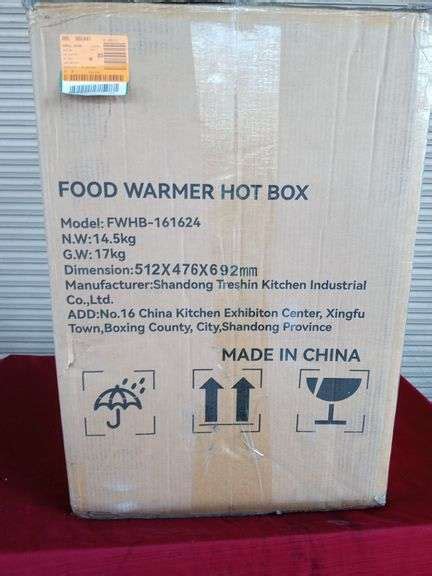 FOOD WARMER HOT BOX
Model: FWHB-161624
N.W:14.5kg
G.W:17kg
Dimension:512X476X692mm
Manufacturer:Shandong Treshin Kitchen Industrial
Co.,Ltd.
ADD:No.16 China Kitchen Exhibiton Center, Xingfu
Town,Boxing County, City,Shandong Province
MADE IN CHINA